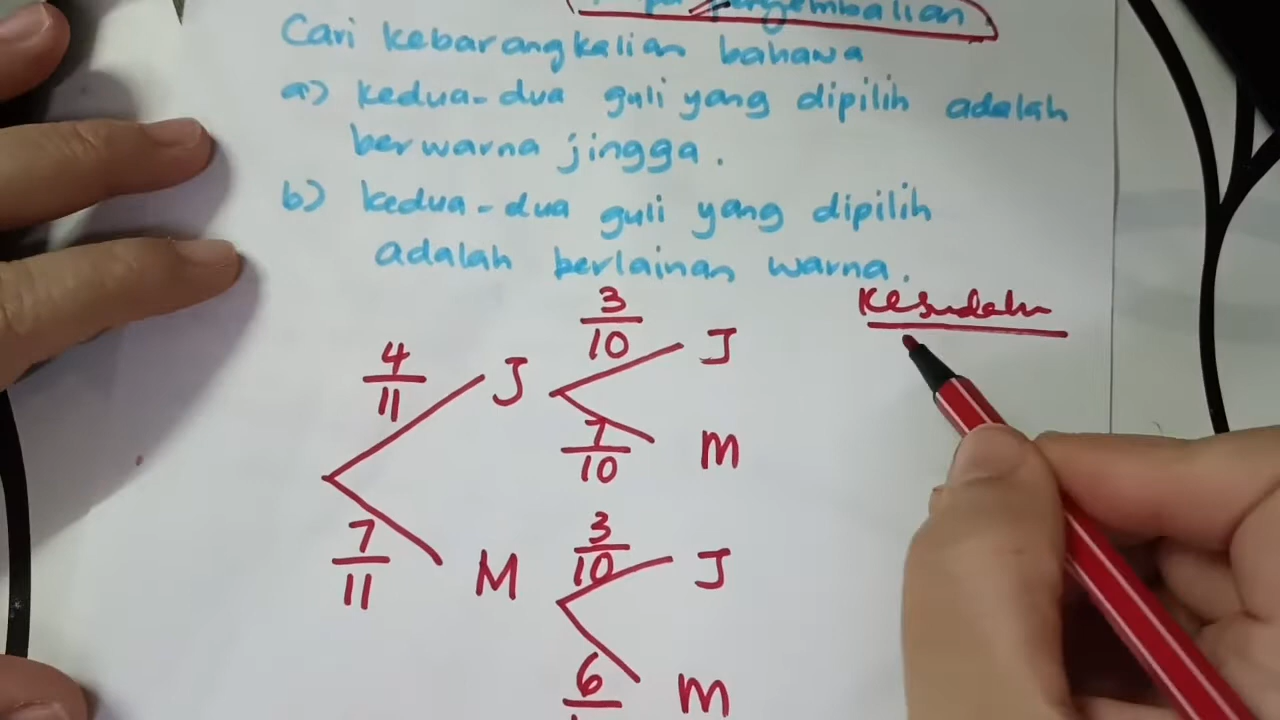 pengembalian
Cari kebarangkalian bahawa
a) kedua-dua guli yang dipilih adalah
berwarna jingga.
b) kedua-dua guli yang dipilih
adalah berlainan warna.
Kesudahan
3/10 J
4/11 J
7/10 M
3/10 J
7/11 M
6 M